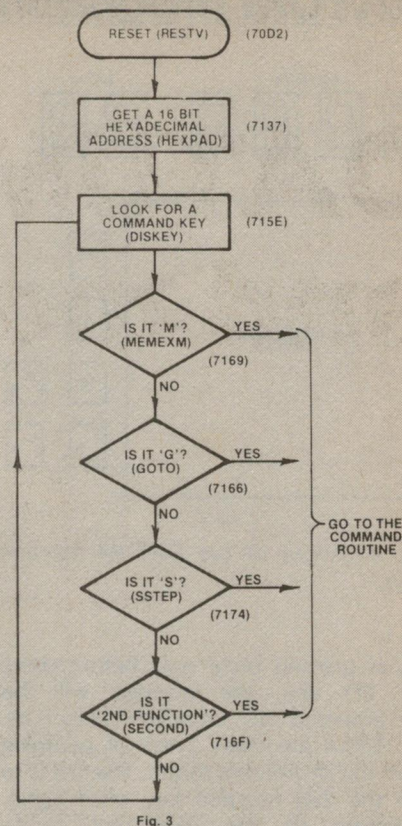 RESET (RESTV)
(70D2)
GET A 16 BIT
HEXADECIMAL
ADDRESS (HEXPAD)
(7137)
LOOK FOR A
COMMAND KEY
(DISKEY)
(715E)
IS IT 'M'?
(MEMEXM)
YES
(7169)
NO
IS IT 'G'?
(GOTO)
YES
(7166)
NO
GO TO THE
COMMAND
ROUTINE
IS IT 'S'?
(SSTEP)
YES
(7174)
NO
IS IT
'2ND FUNCTION'?
(SECOND)
YES
(716F)
NO
Fig. 3